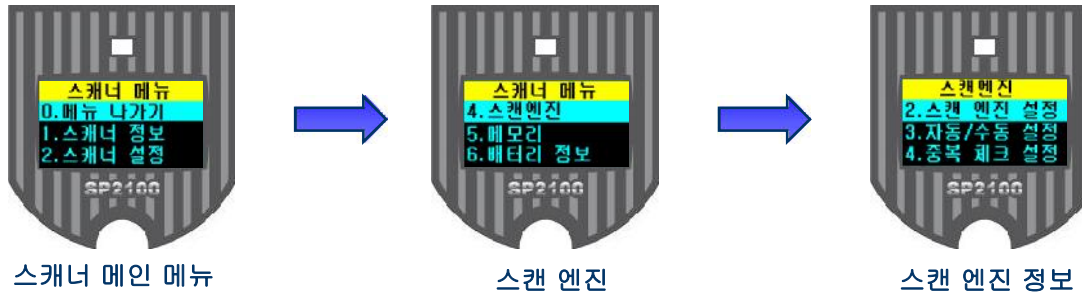 스캐너 메뉴
0.메뉴 나가기
1.스캐너 정보
2.스캐너 설정
SP2100
스캐너 메인 메뉴
스캐너 메뉴
4.스캔엔진
5.메모리
6.배터리 정보
SP2100
스캔 엔진
스캔엔진
2.스캔 엔진 설정
3.자동/수동 설정
4.중복 체크 설정
SP2100
스캔 엔진 정보